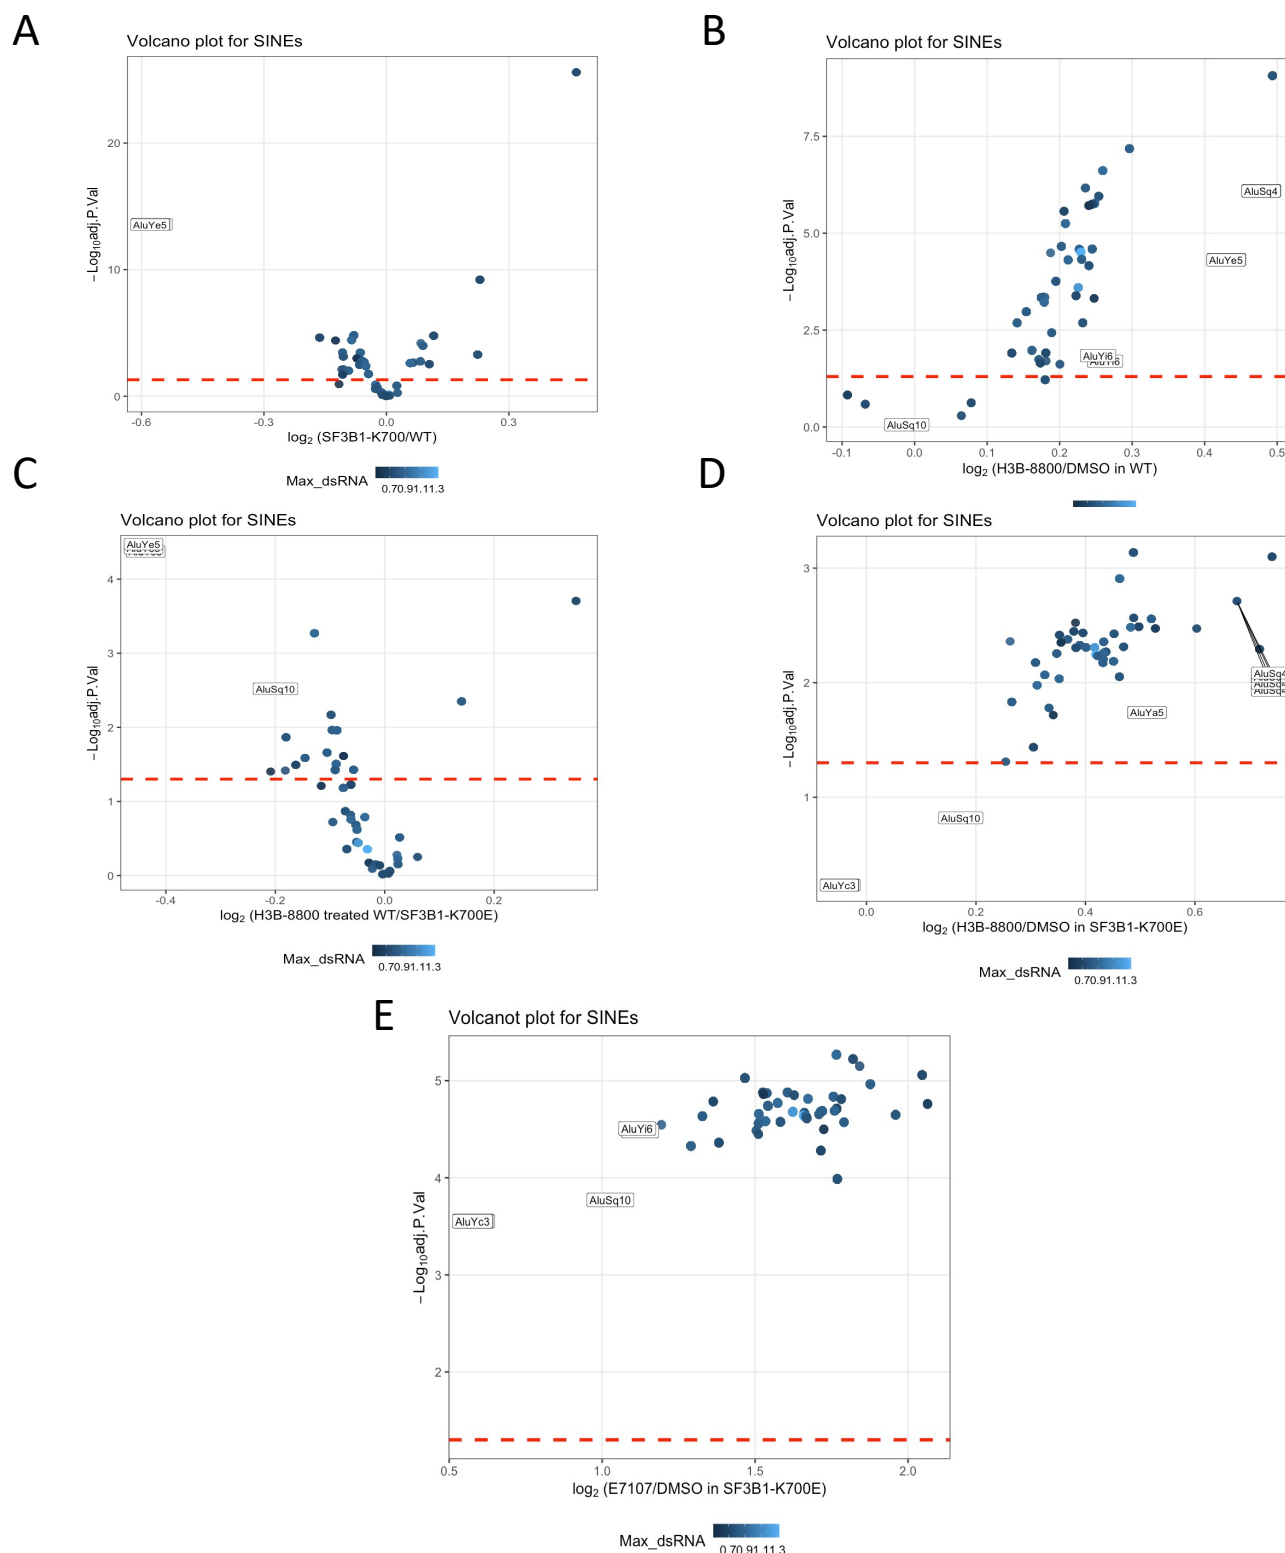 A
Volcano plot for SINEs
20
10
0
AluYe5
-0.6 -0.3 0.0 0.3
−Log10adj.P.Val
log2 (SF3B1-K700/WT)
Max_dsRNA
0.70.91.11.3
B
Volcano plot for SINEs
7.5
5.0
2.5
0.0
AluSq4
AluYe5
AluYi6
AluSq10
-0.1 0.0 0.1 0.2 0.3 0.4 0.5
−Log10adj.P.Val
log2 (H3B-8800/DMSO in WT)
C
Volcano plot for SINEs
AluYe5
4
3
2
1
0
AluSq10
-0.4 -0.2 0.0 0.2
−Log10adj.P.Val
log2 (H3B-8800 treated WT/SF3B1-K700E)
Max_dsRNA
0.70.91.11.3
D
Volcano plot for SINEs
3
2
1
AluSq4
AluYa5
AluSq10
AluYc3
0.0 0.2 0.4 0.6
−Log10adj.P.Val
log2 (H3B-8800/DMSO in SF3B1-K700E)
Max_dsRNA
0.70.91.11.3
E
Volcanot plot for SINEs
5
4
3
2
AluYi6
AluSq10
AluYc3
0.5 1.0 1.5 2.0
−Log10adj.P.Val
log2 (E7107/DMSO in SF3B1-K700E)
Max_dsRNA
0.70.91.11.3